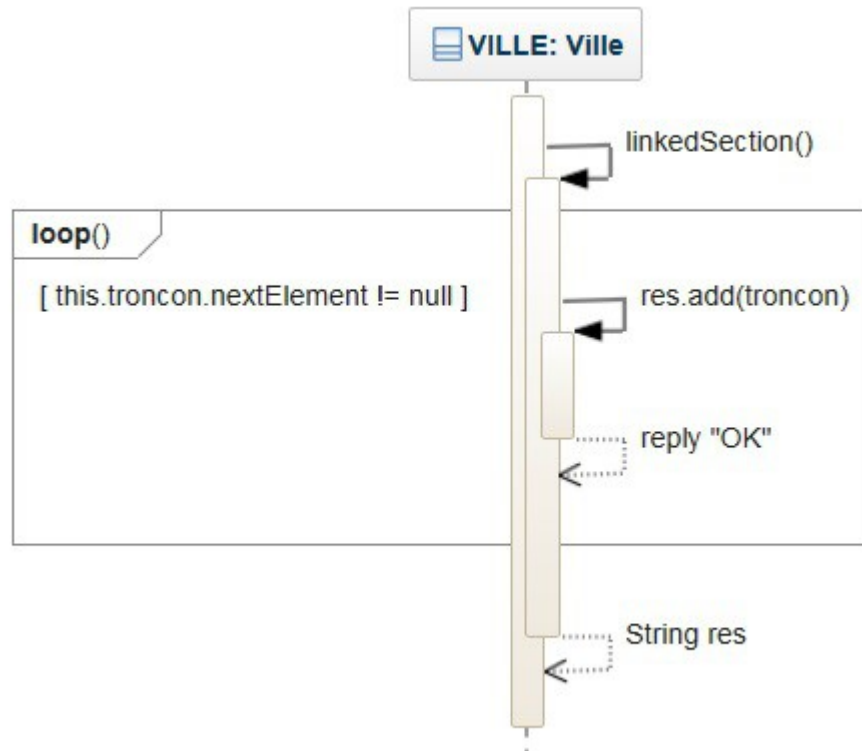 VILLE: Ville
linkedSection()
loop()
[ this.troncon.nextElement != null ]
res.add(troncon)
reply "OK"
String res